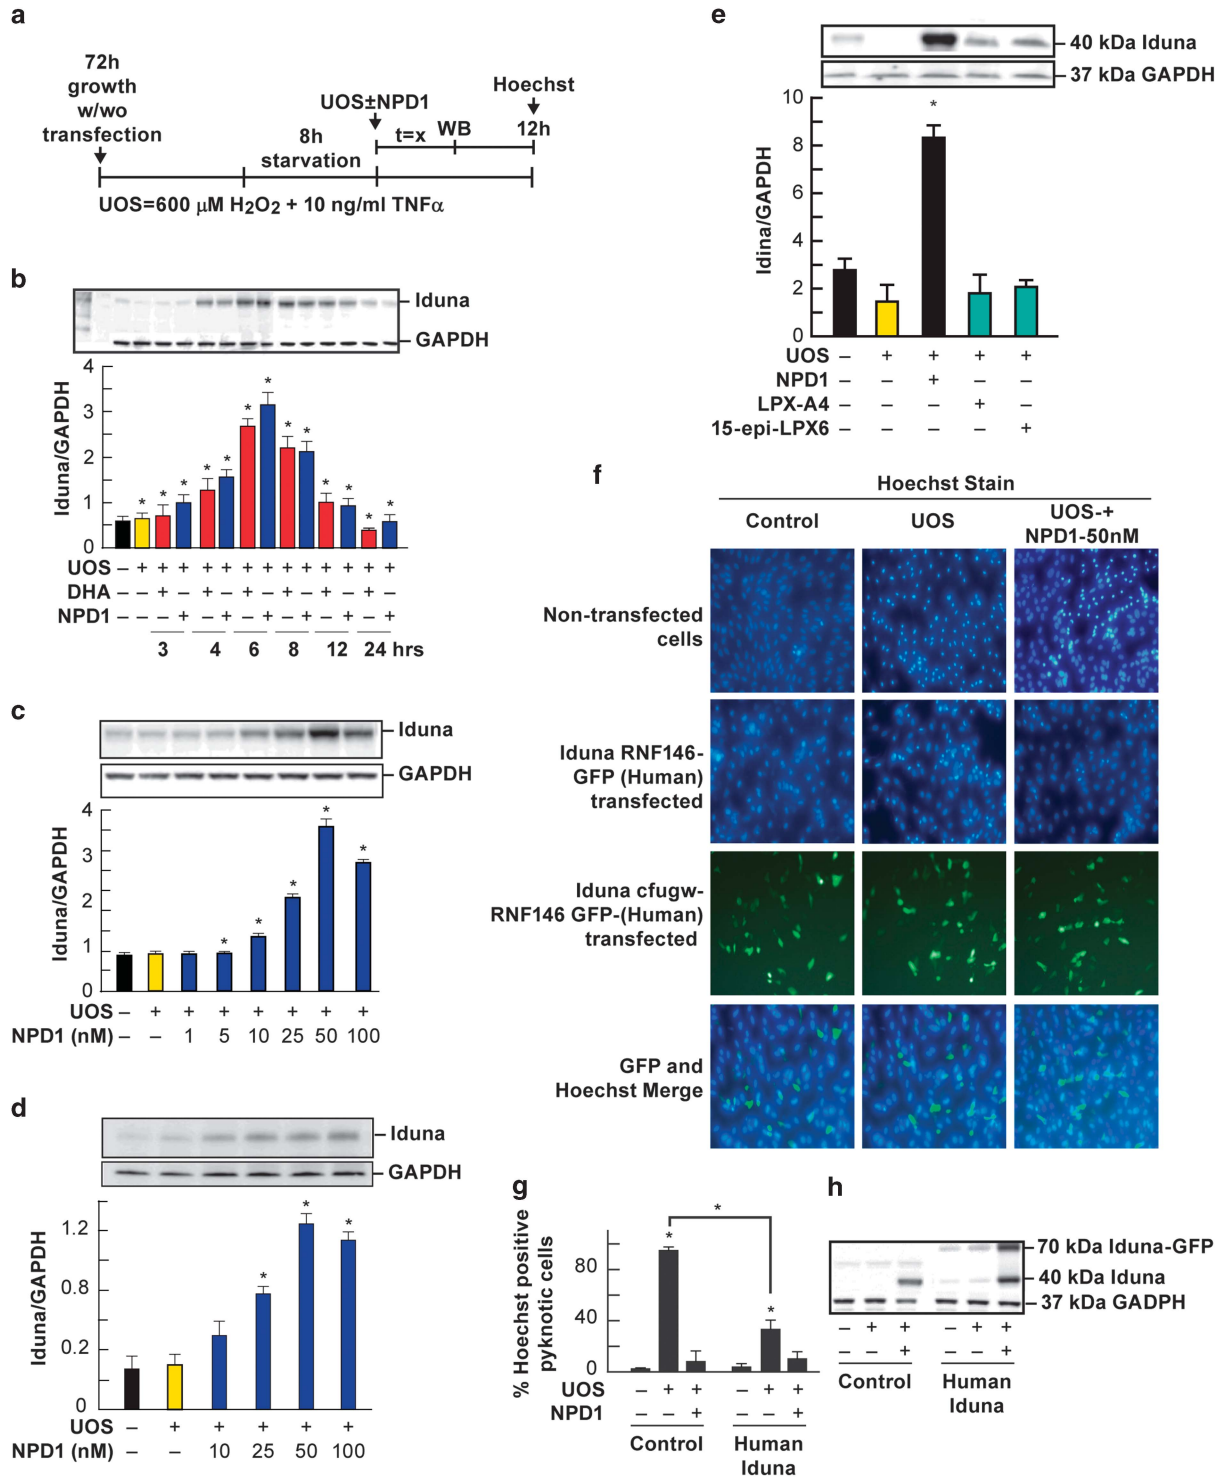 a
72h
growth
w/wo
transfection
8h
starvation
UOS±NPD1
t=x
WB
Hoechst
12h
UOS=600 μM H2O2 + 10 ng/ml TNFα
b
Iduna
GAPDH
Iduna/GAPDH
4
3
2
1
0
UOS – + + + + + + + + + + + + +
DHA – – + – + – + – + – + – + –
NPD1 – – – + – + – + – + – + – +
3 4 6 8 12 24 hrs
c
Iduna
GAPDH
Iduna/GAPDH
4
3
2
1
0
UOS – + + + + + + +
NPD1 (nM) – – 1 5 10 25 50 100
d
Iduna
GAPDH
Iduna/GAPDH
1.2
0.8
0.2
0
UOS – + + + + +
NPD1 (nM) – – 10 25 50 100
e
40 kDa Iduna
37 kDa GAPDH
Idina/GAPDH
10
8
6
4
2
0
UOS – + + + +
NPD1 – – + – –
LPX-A4 – – – + –
15-epi-LPX6 – – – – +
f
Hoechst Stain
Control
UOS
UOS-+
NPD1-50nM
Non-transfected
cells
Iduna RNF146-
GFP (Human)
transfected
Iduna cfugw-
RNF146 GFP-(Human)
transfected
GFP and
Hoechst Merge
g
% Hoechst positive
pyknotic cells
80
40
0
UOS – + + – + +
NPD1 – – + – – +
Control
Human
Iduna
h
70 kDa Iduna-GFP
40 kDa Iduna
37 kDa GADPH
– + + – + +
– – + – – +
Control
Human
Iduna